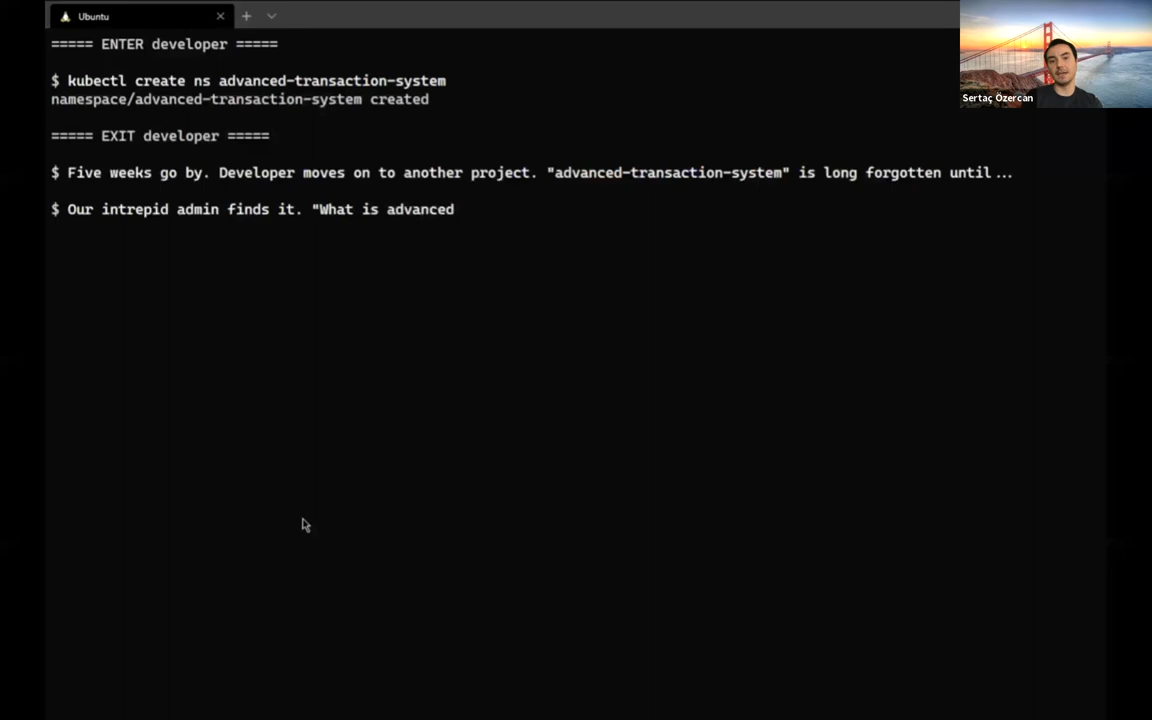 Ubuntu
===== ENTER developer =====
$ kubectl create ns advanced-transaction-system
namespace/advanced-transaction-system created
===== EXIT developer =====
$ Five weeks go by. Developer moves on to another project. "advanced-transaction-system" is long forgotten until...
$ Our intrepid admin finds it. "What is advanced
Sertaç Özercan